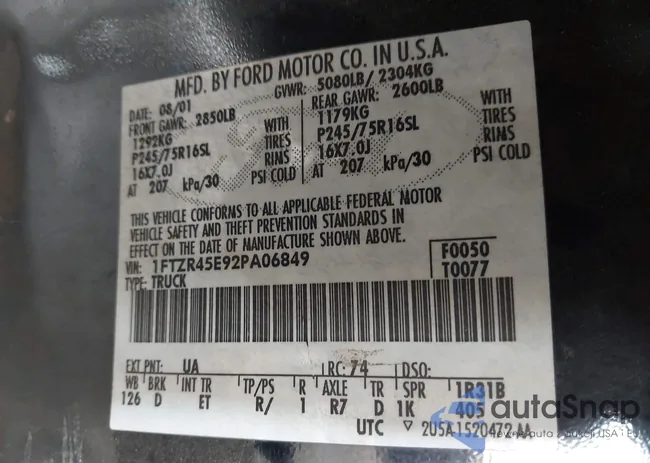 MFD. BY FORD MOTOR CO. IN U.S.A.
DATE: 08/01 GVWR: 5080LB/ 2304KG
FRONT GAWR: 2850LB REAR GAWR: 2600LB
1292KG WITH 1179KG WITH
P245/75R16SL TIRES P245/75R16SL TIRES
16X7.0J RIMS 16X7.0J RIMS
AT 207 kPa/30 PSI COLD AT 207 kPa/30 PSI COLD
THIS VEHICLE CONFORMS TO ALL APPLICABLE FEDERAL MOTOR
VEHICLE SAFETY AND THEFT PREVENTION STANDARDS IN
EFFECT ON THE DATE OF MANUFACTURE SHOWN ABOVE.
VIN: 1FTZR45E92PA06849 F0050
TYPE: TRUCK T0077
EXT PNT: UA RC: 74 DSO:
WB BRK INT TR TP/PS R AXLE TR SPR 1R31B
126 D ET R/ 1 R7 D 1K 405
UTC ▽ 2U5A 1520472 AA
autoSnap